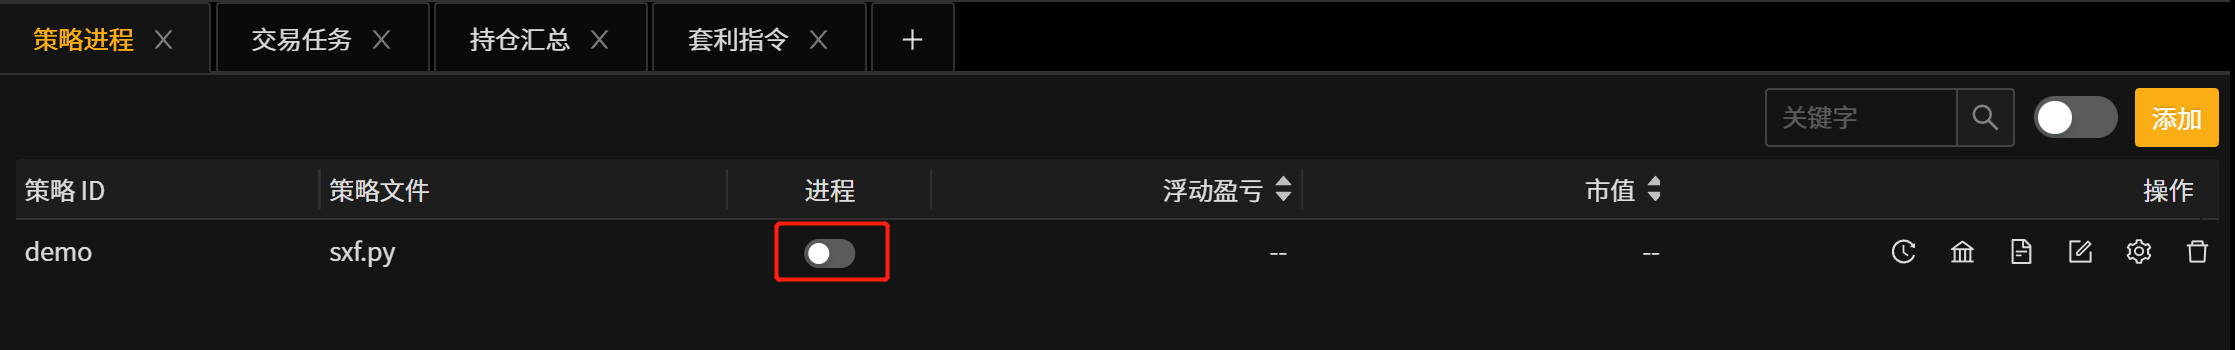 策略进程 交易任务 持仓汇总 套利指令
关键字 添加
策略 ID 策略文件 进程 浮动盈亏 市值 操作
demo sxf.py -- --